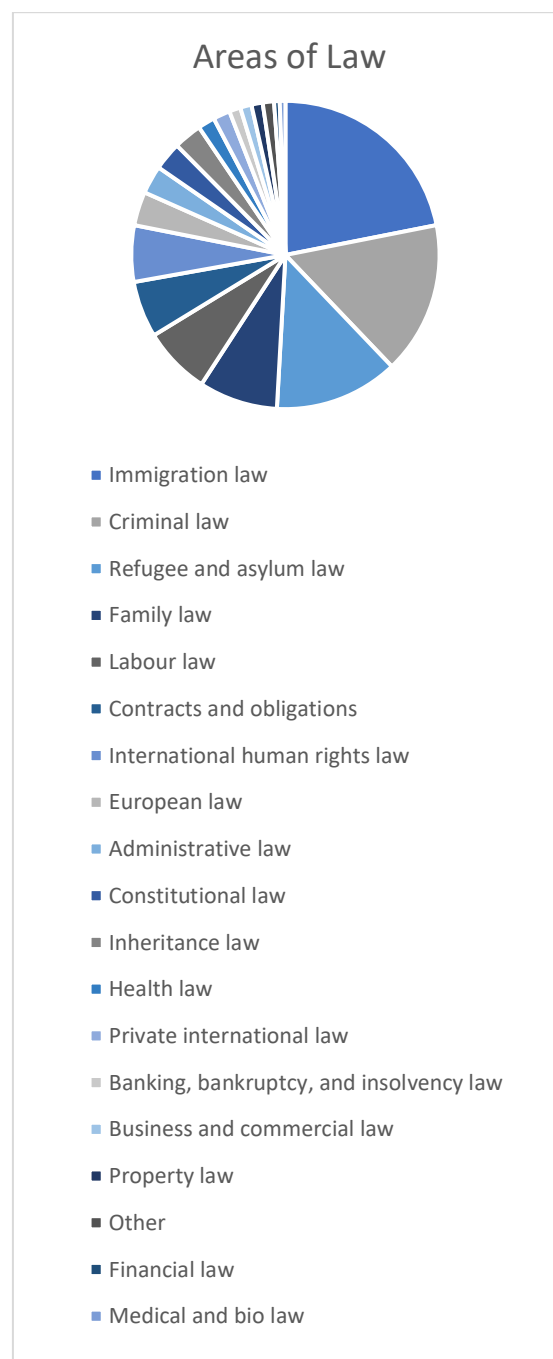 Areas of Law
Immigration law
Criminal law
Refugee and asylum law
Family law
Labour law
Contracts and obligations
International human rights law
European law
Administrative law
Constitutional law
Inheritance law
Health law
Private international law
Banking, bankruptcy, and insolvency law
Business and commercial law
Property law
Other
Financial law
Medical and bio law